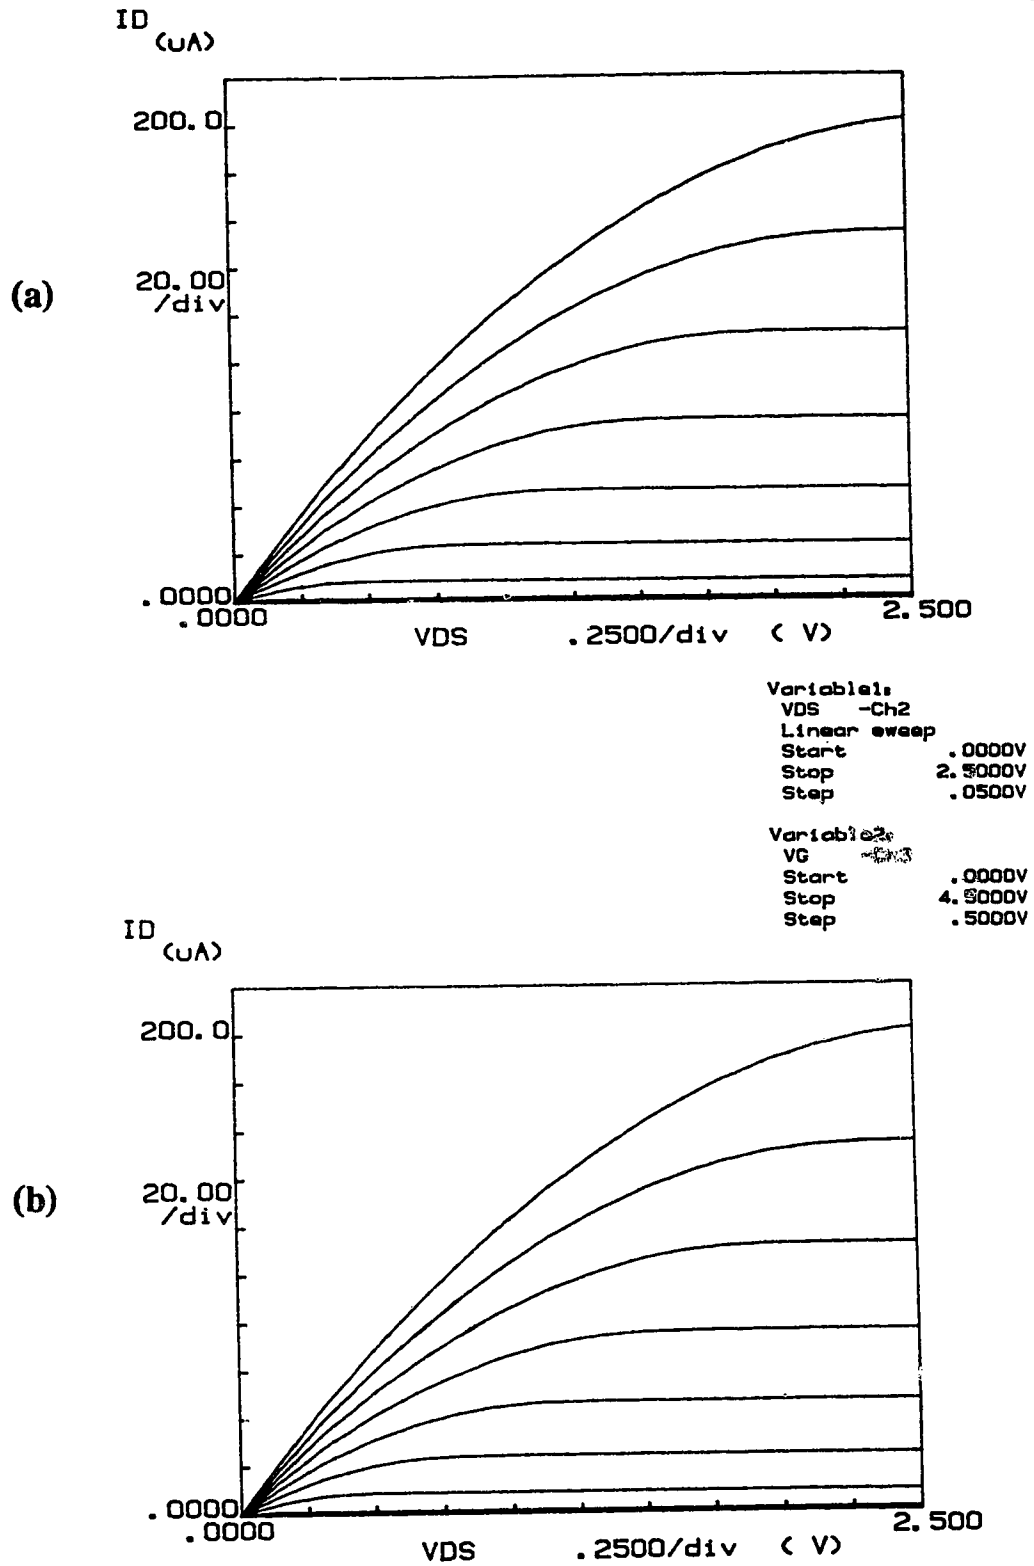 ID
(uA)
200.0
(a)
20.00
/div
.0000
.0000
2.500
VDS .2500/div ( V)
Variable1:
VDS -Ch2
Linear sweep
Start .0000V
Stop 2.5000V
Step .0500V
Variable2:
VG -Ch3
Start .0000V
Stop 4.5000V
Step .5000V
ID
(uA)
200.0
(b)
20.00
/div
.0000
.0000
2.500
VDS .2500/div ( V)